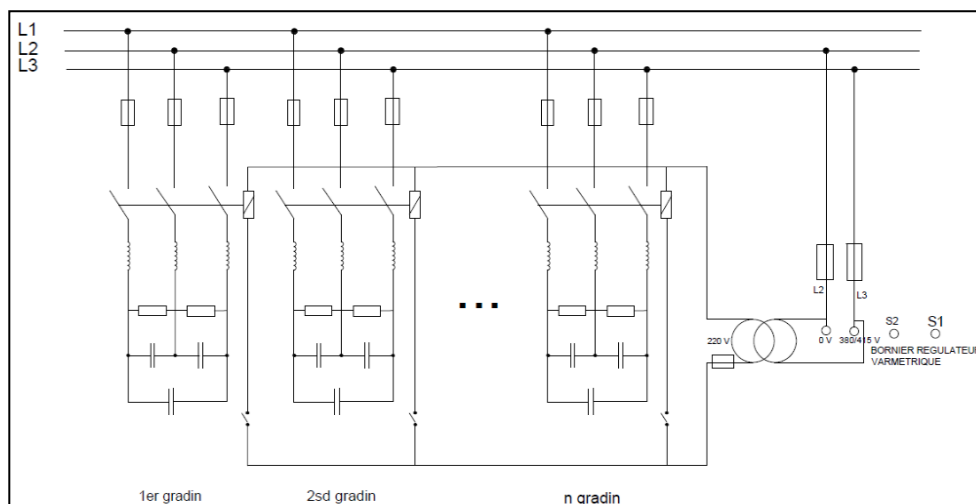 L1
L2
L3
L2
L3
S2
S1
220 V
0 V
380/415 V
BORNIER REGULATEUR
VARMETRIQUE
1er gradin
2sd gradin
n gradin